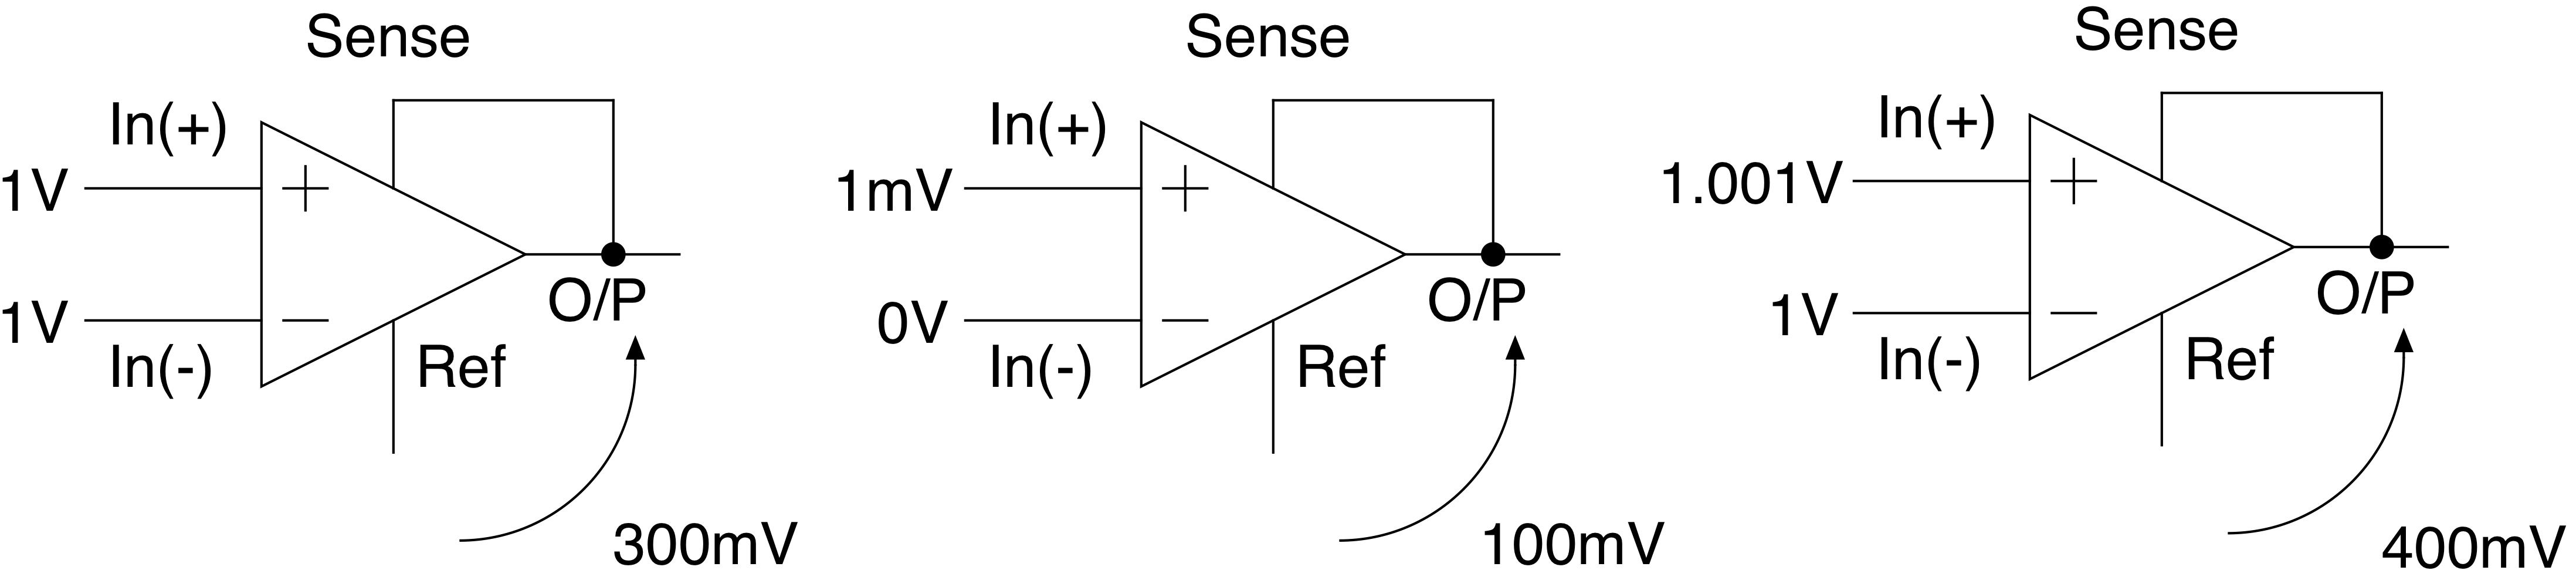 Sense
In(+)
1V
1V
In(-)
O/P
Ref
300mV
Sense
In(+)
1mV
0V
In(-)
O/P
Ref
100mV
Sense
In(+)
1.001V
1V
In(-)
O/P
Ref
400mV